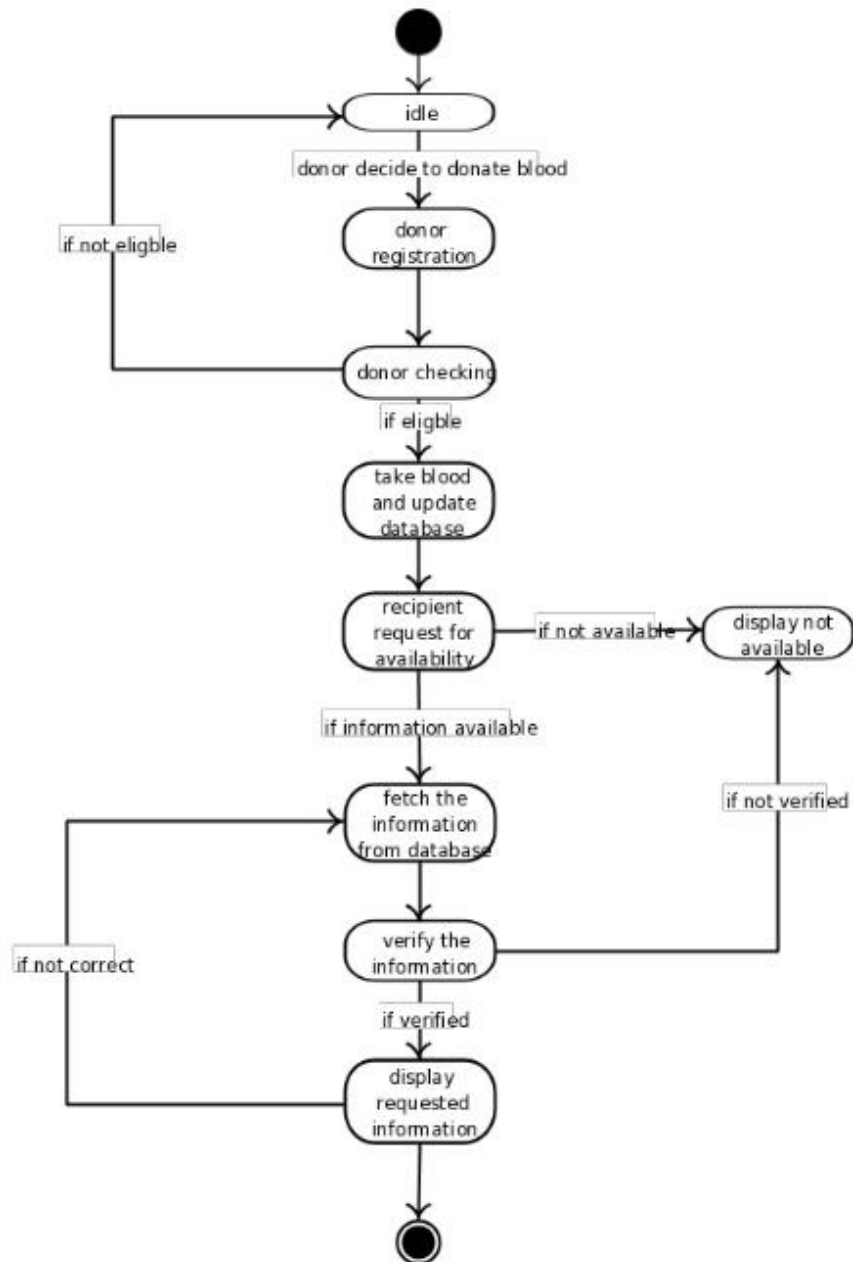 idle
donor decide to donate blood
if not eligble
donor
registration
donor checking
if eligble
take blood
and update
database
recipient
request for
availability
if not available
display not
available
if information available
fetch the
information
from database
if not verified
verify the
information
if not correct
if verified
display
requested
information